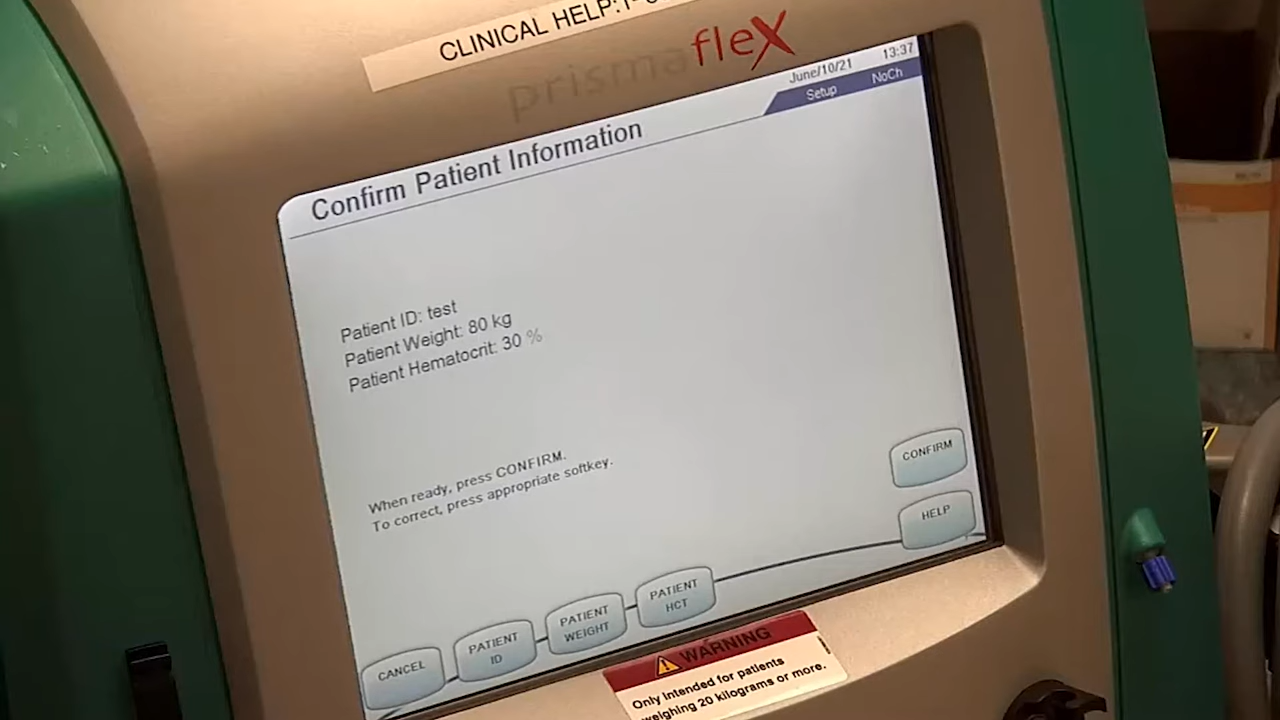 CLINICAL HELP:1-
prismaflex
June/10/21 13:37
Setup NoCh
Confirm Patient Information
Patient ID: test
Patient Weight: 80 kg
Patient Hematocrit: 30 %
When ready, press CONFIRM.
To correct, press appropriate softkey.
CONFIRM
HELP
CANCEL
PATIENT
ID
PATIENT
WEIGHT
PATIENT
HCT
WARNING
Only intended for patients
weighing 20 kilograms or more.